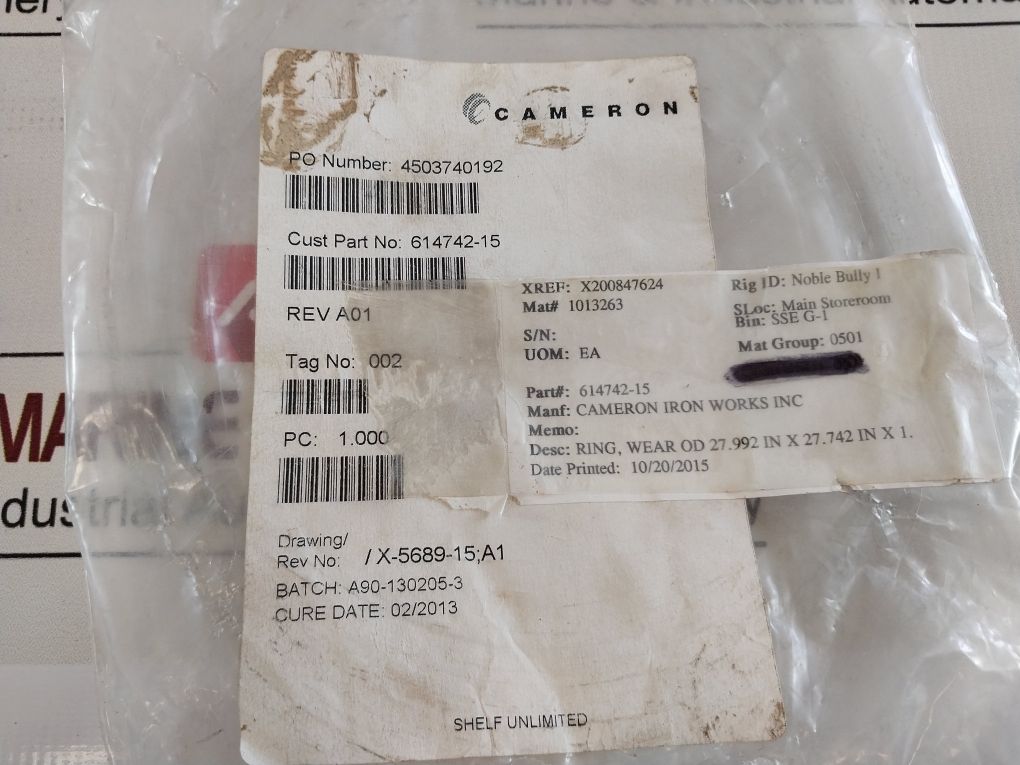 CAMERON
PO Number: 4503740192
Cust Part No: 614742-15
REV A01
Tag No: 002
PC: 1.000
Drawing/
Rev No: / X-5689-15;A1
BATCH: A90-130205-3
CURE DATE: 02/2013
SHELF UNLIMITED
XREF: X200847624
Mat# 1013263
S/N:
UOM: EA
Rig ID: Noble Bully 1
SLoc: Main Storeroom
Bin: SSE G-1
Mat Group: 0501
Part#: 614742-15
Manf: CAMERON IRON WORKS INC
Memo:
Desc: RING, WEAR OD 27.992 IN X 27.742 IN X 1.
Date Printed: 10/20/2015